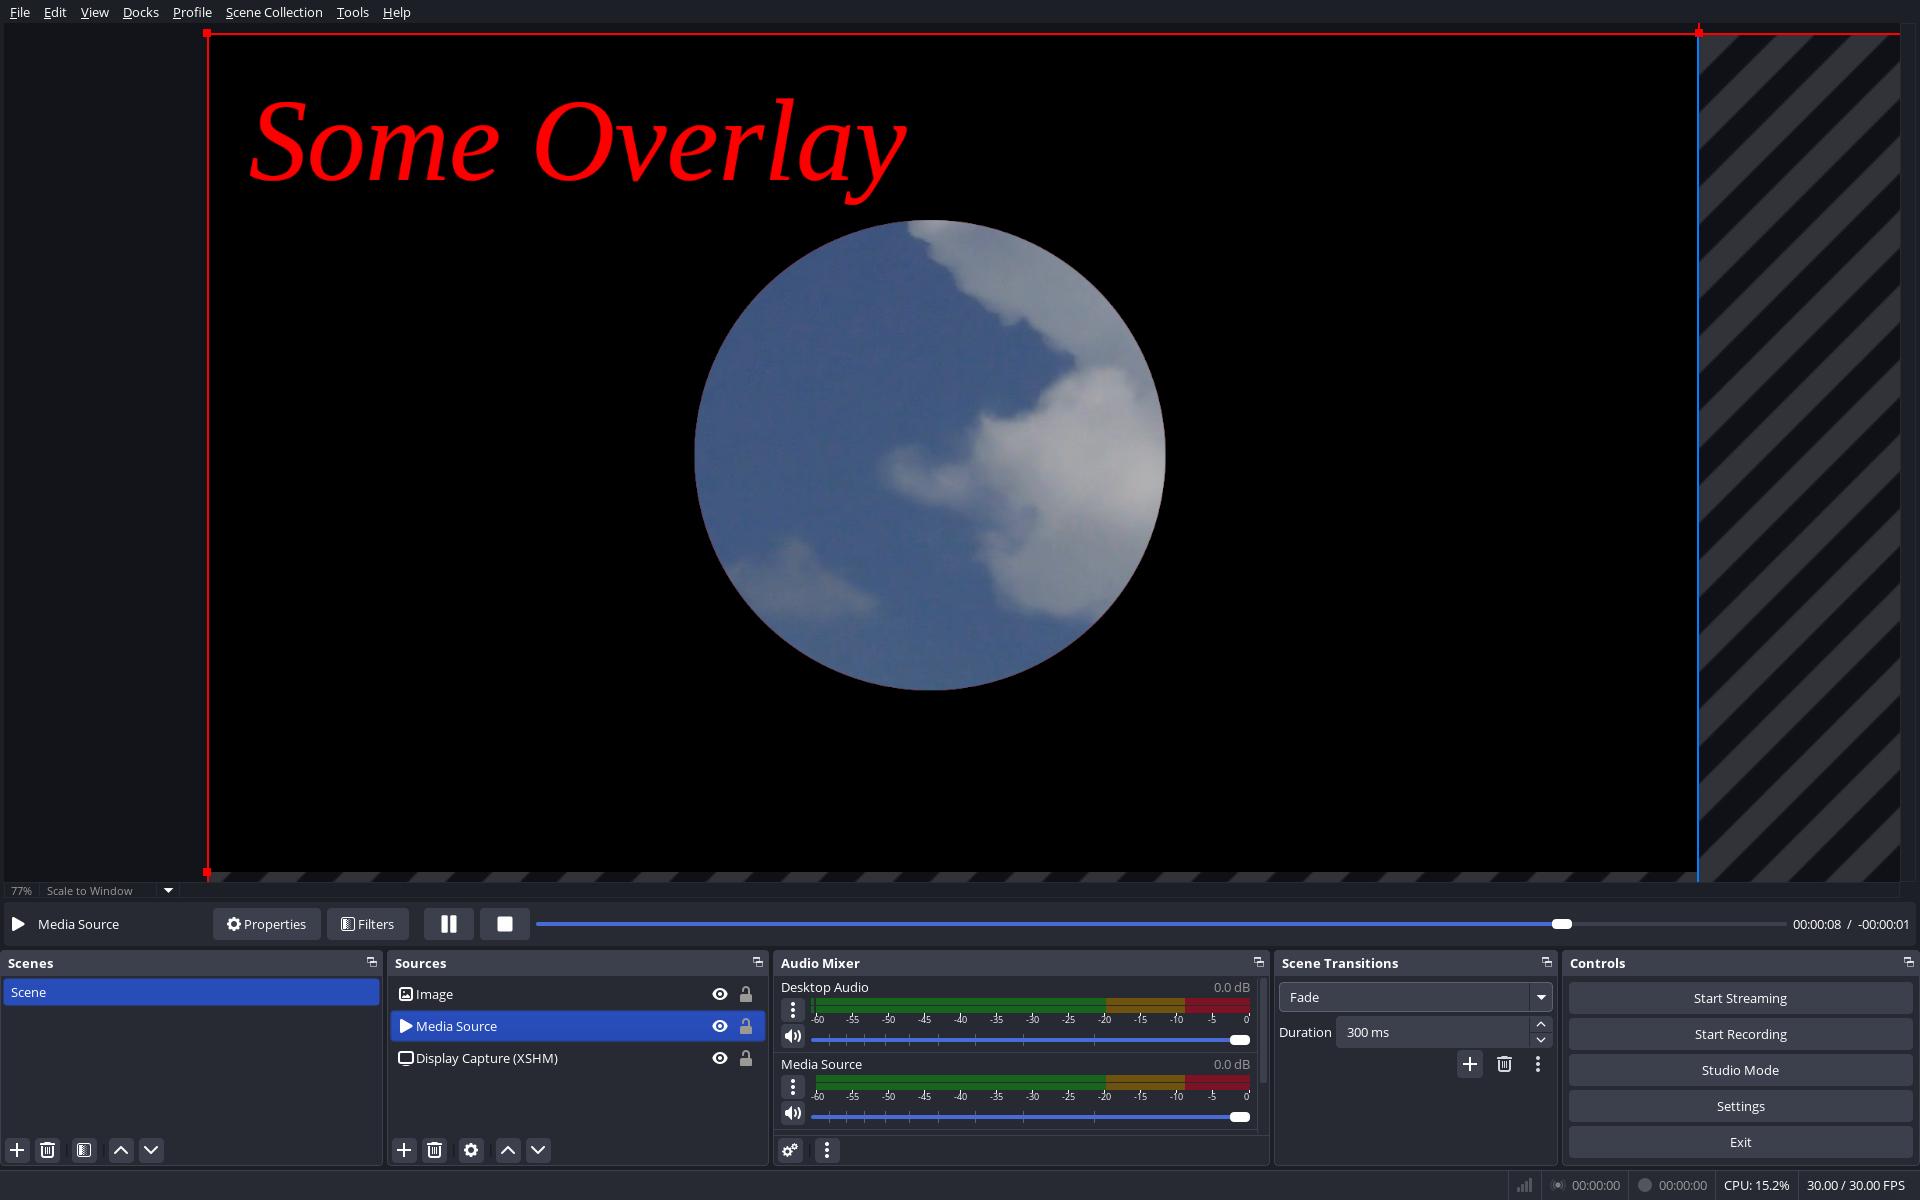 File Edit View Docks Profile Scene Collection Tools Help
Some Overlay
77% Scale to Window
Media Source Properties Filters 00:00:08 / -00:00:01
Scenes
Scene
Sources
Image
Media Source
Display Capture (XSHM)
Audio Mixer
Desktop Audio 0.0 dB
-60 -55 -50 -45 -40 -35 -30 -25 -20 -15 -10 -5 0
Media Source 0.0 dB
-60 -55 -50 -45 -40 -35 -30 -25 -20 -15 -10 -5 0
Scene Transitions
Fade
Duration 300 ms
Controls
Start Streaming
Start Recording
Studio Mode
Settings
Exit
00:00:00 00:00:00 CPU: 15.2% 30.00 / 30.00 FPS